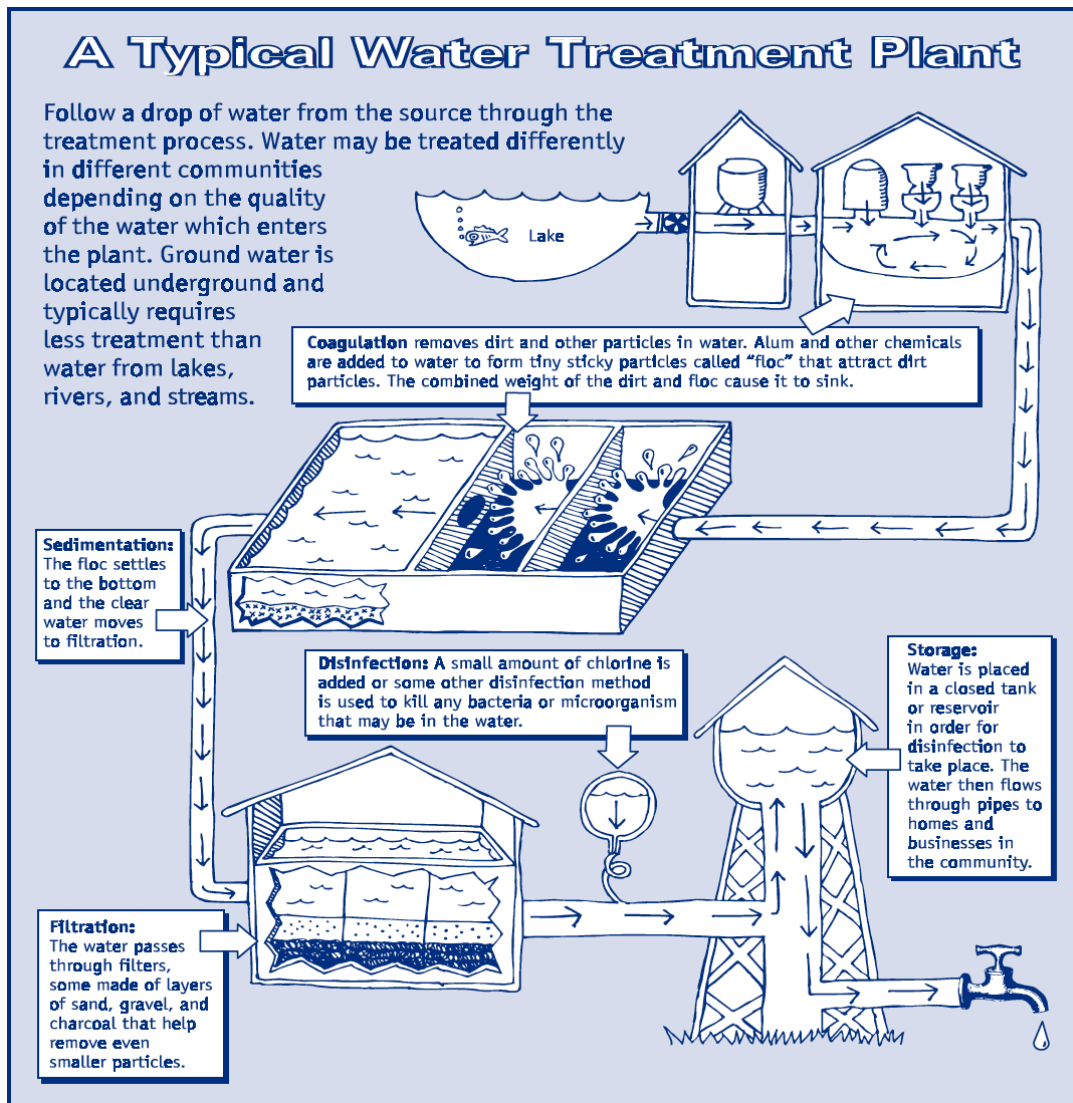 A Typical Water Treatment Plant
Follow a drop of water from the source through the
treatment process. Water may be treated differently
in different communities
depending on the quality
of the water which enters
the plant. Ground water is
located underground and
typically requires
less treatment than
water from lakes,
rivers, and streams.
Lake
Coagulation removes dirt and other particles in water. Alum and other chemicals
are added to water to form tiny sticky particles called “floc” that attract dirt
particles. The combined weight of the dirt and floc cause it to sink.
Sedimentation:
The floc settles
to the bottom
and the clear
water moves
to filtration.
Disinfection: A small amount of chlorine is
added or some other disinfection method
is used to kill any bacteria or microorganism
that may be in the water.
Storage:
Water is placed
in a closed tank
or reservoir
in order for
disinfection to
take place. The
water then flows
through pipes to
homes and
businesses in
the community.
Filtration:
The water passes
through filters,
some made of layers
of sand, gravel, and
charcoal that help
remove even
smaller particles.